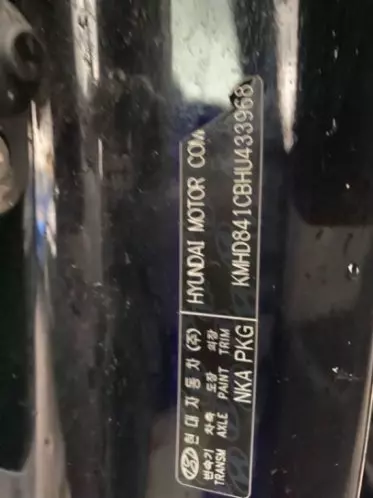 현대자동차(주) HYUNDAI MOTOR COM
변속기 차축 도장 의장
TRANSM AXLE PAINT TRIM
KMHD841CBHU433968
NKA PKG